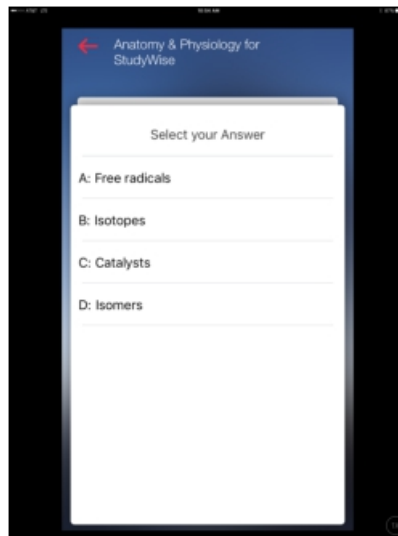 Anatomy & Physiology for
StudyWise
Select your Answer
A: Free radicals
B: Isotopes
C: Catalysts
D: Isomers